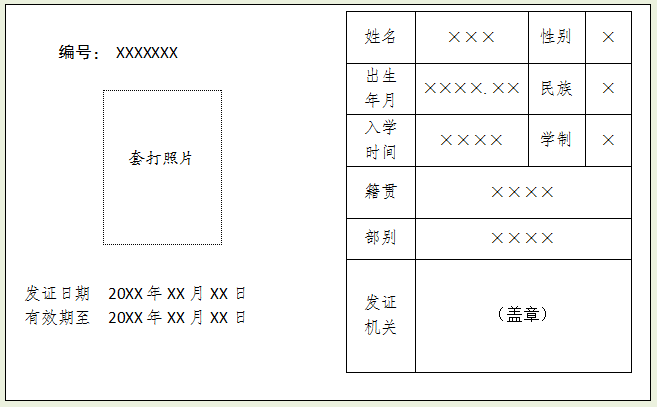 编号： XXXXXXX
套打照片
发证日期 20XX 年 XX 月 XX 日
有效期至 20XX 年 XX 月 XX 日
姓名 ××× 性别 ×
出生年月 ××××.×× 民族 ×
入学时间 ×××× 学制 ×
籍贯 ××××
部别 ××××
发证机关 （盖章）